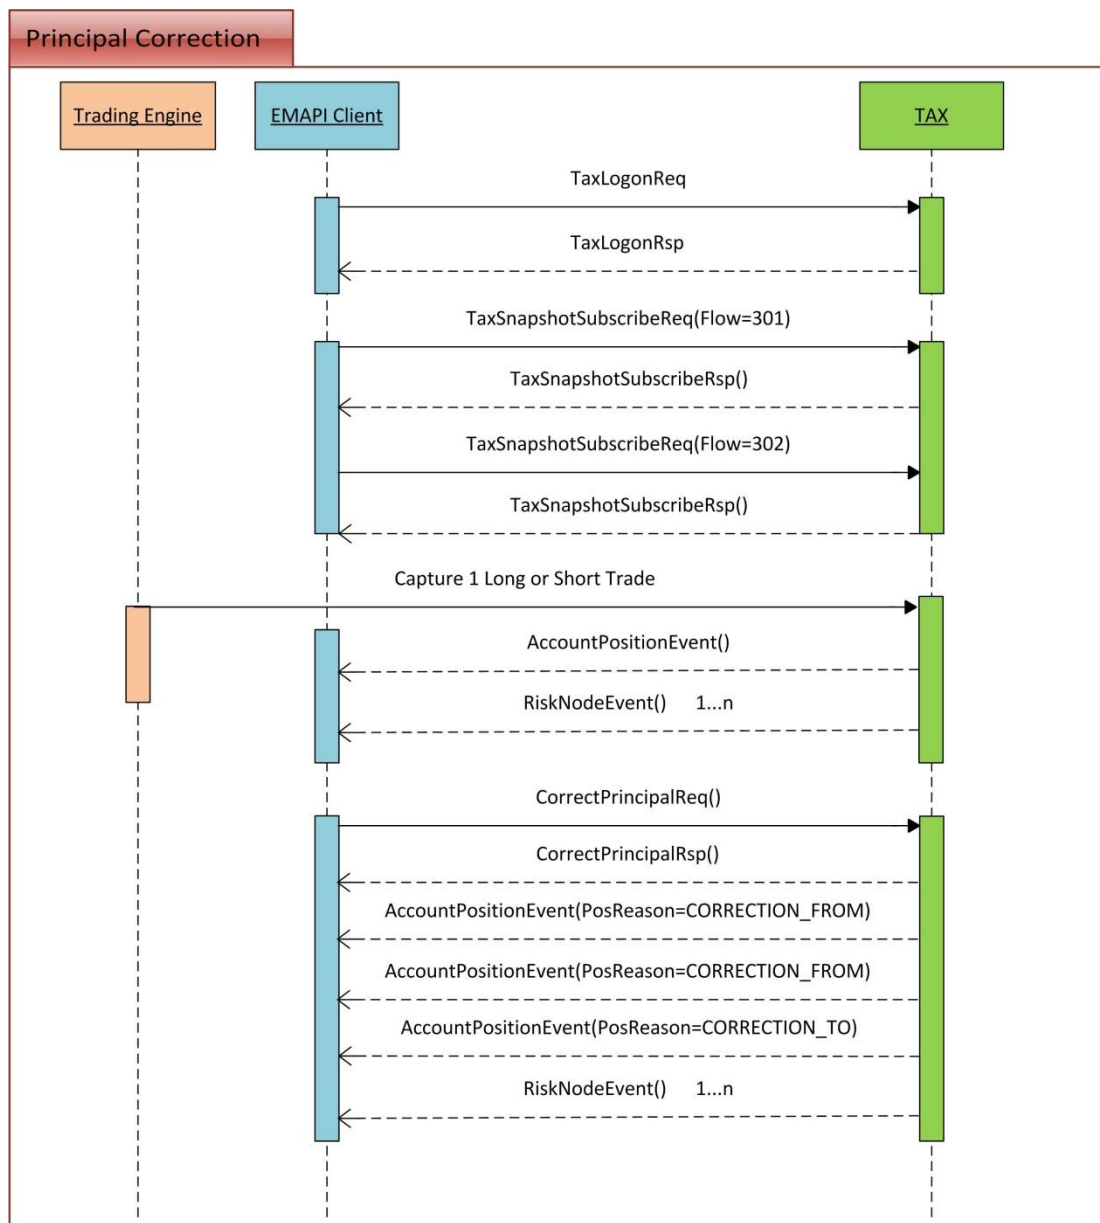 Principal Correction
Trading Engine
EMAPI Client
TAX
TaxLogonReq
TaxLogonRsp
TaxSnapshotSubscribeReq(Flow=301)
TaxSnapshotSubscribeRsp()
TaxSnapshotSubscribeReq(Flow=302)
TaxSnapshotSubscribeRsp()
Capture 1 Long or Short Trade
AccountPositionEvent()
RiskNodeEvent() 1...n
CorrectPrincipalReq()
CorrectPrincipalRsp()
AccountPositionEvent(PosReason=CORRECTION_FROM)
AccountPositionEvent(PosReason=CORRECTION_FROM)
AccountPositionEvent(PosReason=CORRECTION_TO)
RiskNodeEvent() 1...n